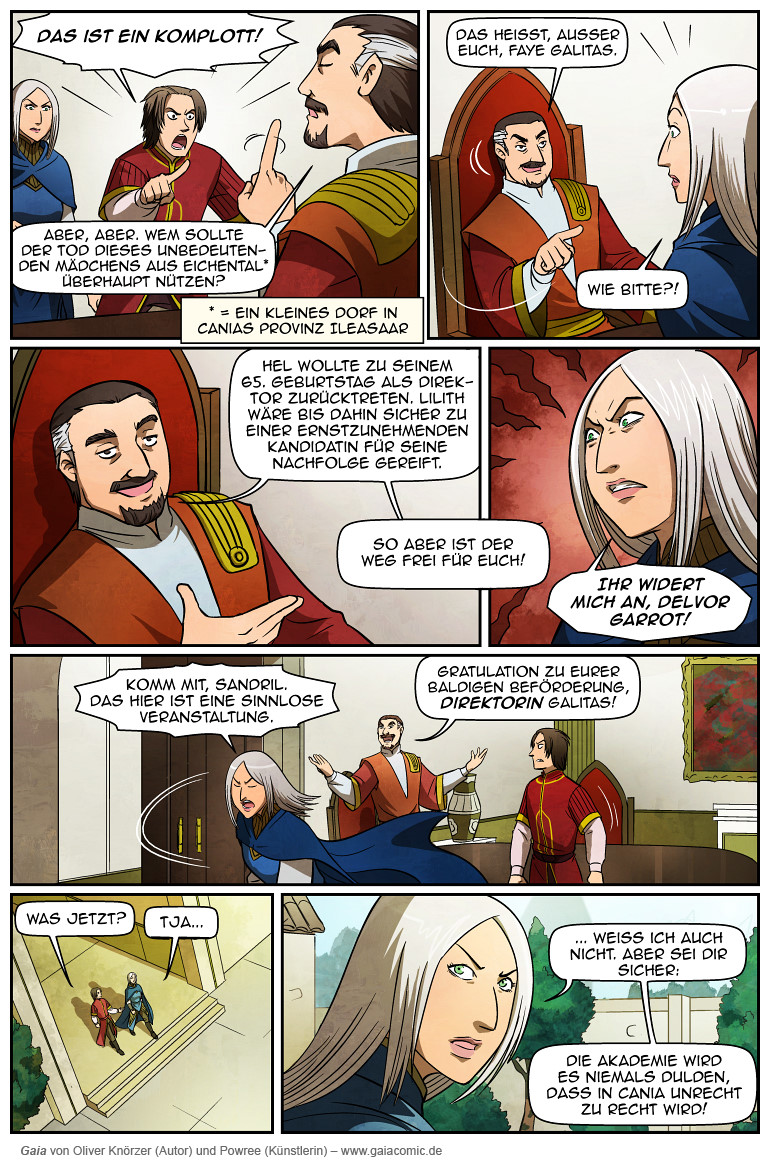 DAS IST EIN KOMPLOTT!
ABER, ABER. WEM SOLLTE
DER TOD DIESES UNBEDEUTEN-
DEN MÄDCHENS AUS EICHENTAL*
ÜBERHAUPT NÜTZEN?
* = EIN KLEINES DORF IN
CANIAS PROVINZ ILEASAAR
DAS HEISST, AUSSER
EUCH, FAYE GALITAS.
WIE BITTE?!
HEL WOLLTE ZU SEINEM
65. GEBURTSTAG ALS DIREK-
TOR ZURÜCKTRETEN. LILITH
WÄRE BIS DAHIN SICHER ZU
EINER ERNSTZUNEHMENDEN
KANDIDATIN FÜR SEINE
NACHFOLGE GEREIFT.
SO ABER IST DER
WEG FREI FÜR EUCH!
IHR WIDERT
MICH AN, DELVOR
GARROT!
KOMM MIT, SANDRIL.
DAS HIER IST EINE SINNLOSE
VERANSTALTUNG.
GRATULATION ZU EURER
BALDIGEN BEFÖRDERUNG,
DIREKTORIN GALITAS!
WAS JETZT?
TJA...
... WEISS ICH AUCH
NICHT. ABER SEI DIR
SICHER:
DIE AKADEMIE WIRD
ES NIEMALS DULDEN,
DASS IN CANIA UNRECHT
ZU RECHT WIRD!
Gaia von Oliver Knörzer (Autor) und Powree (Künstlerin) – www.gaiacomic.de